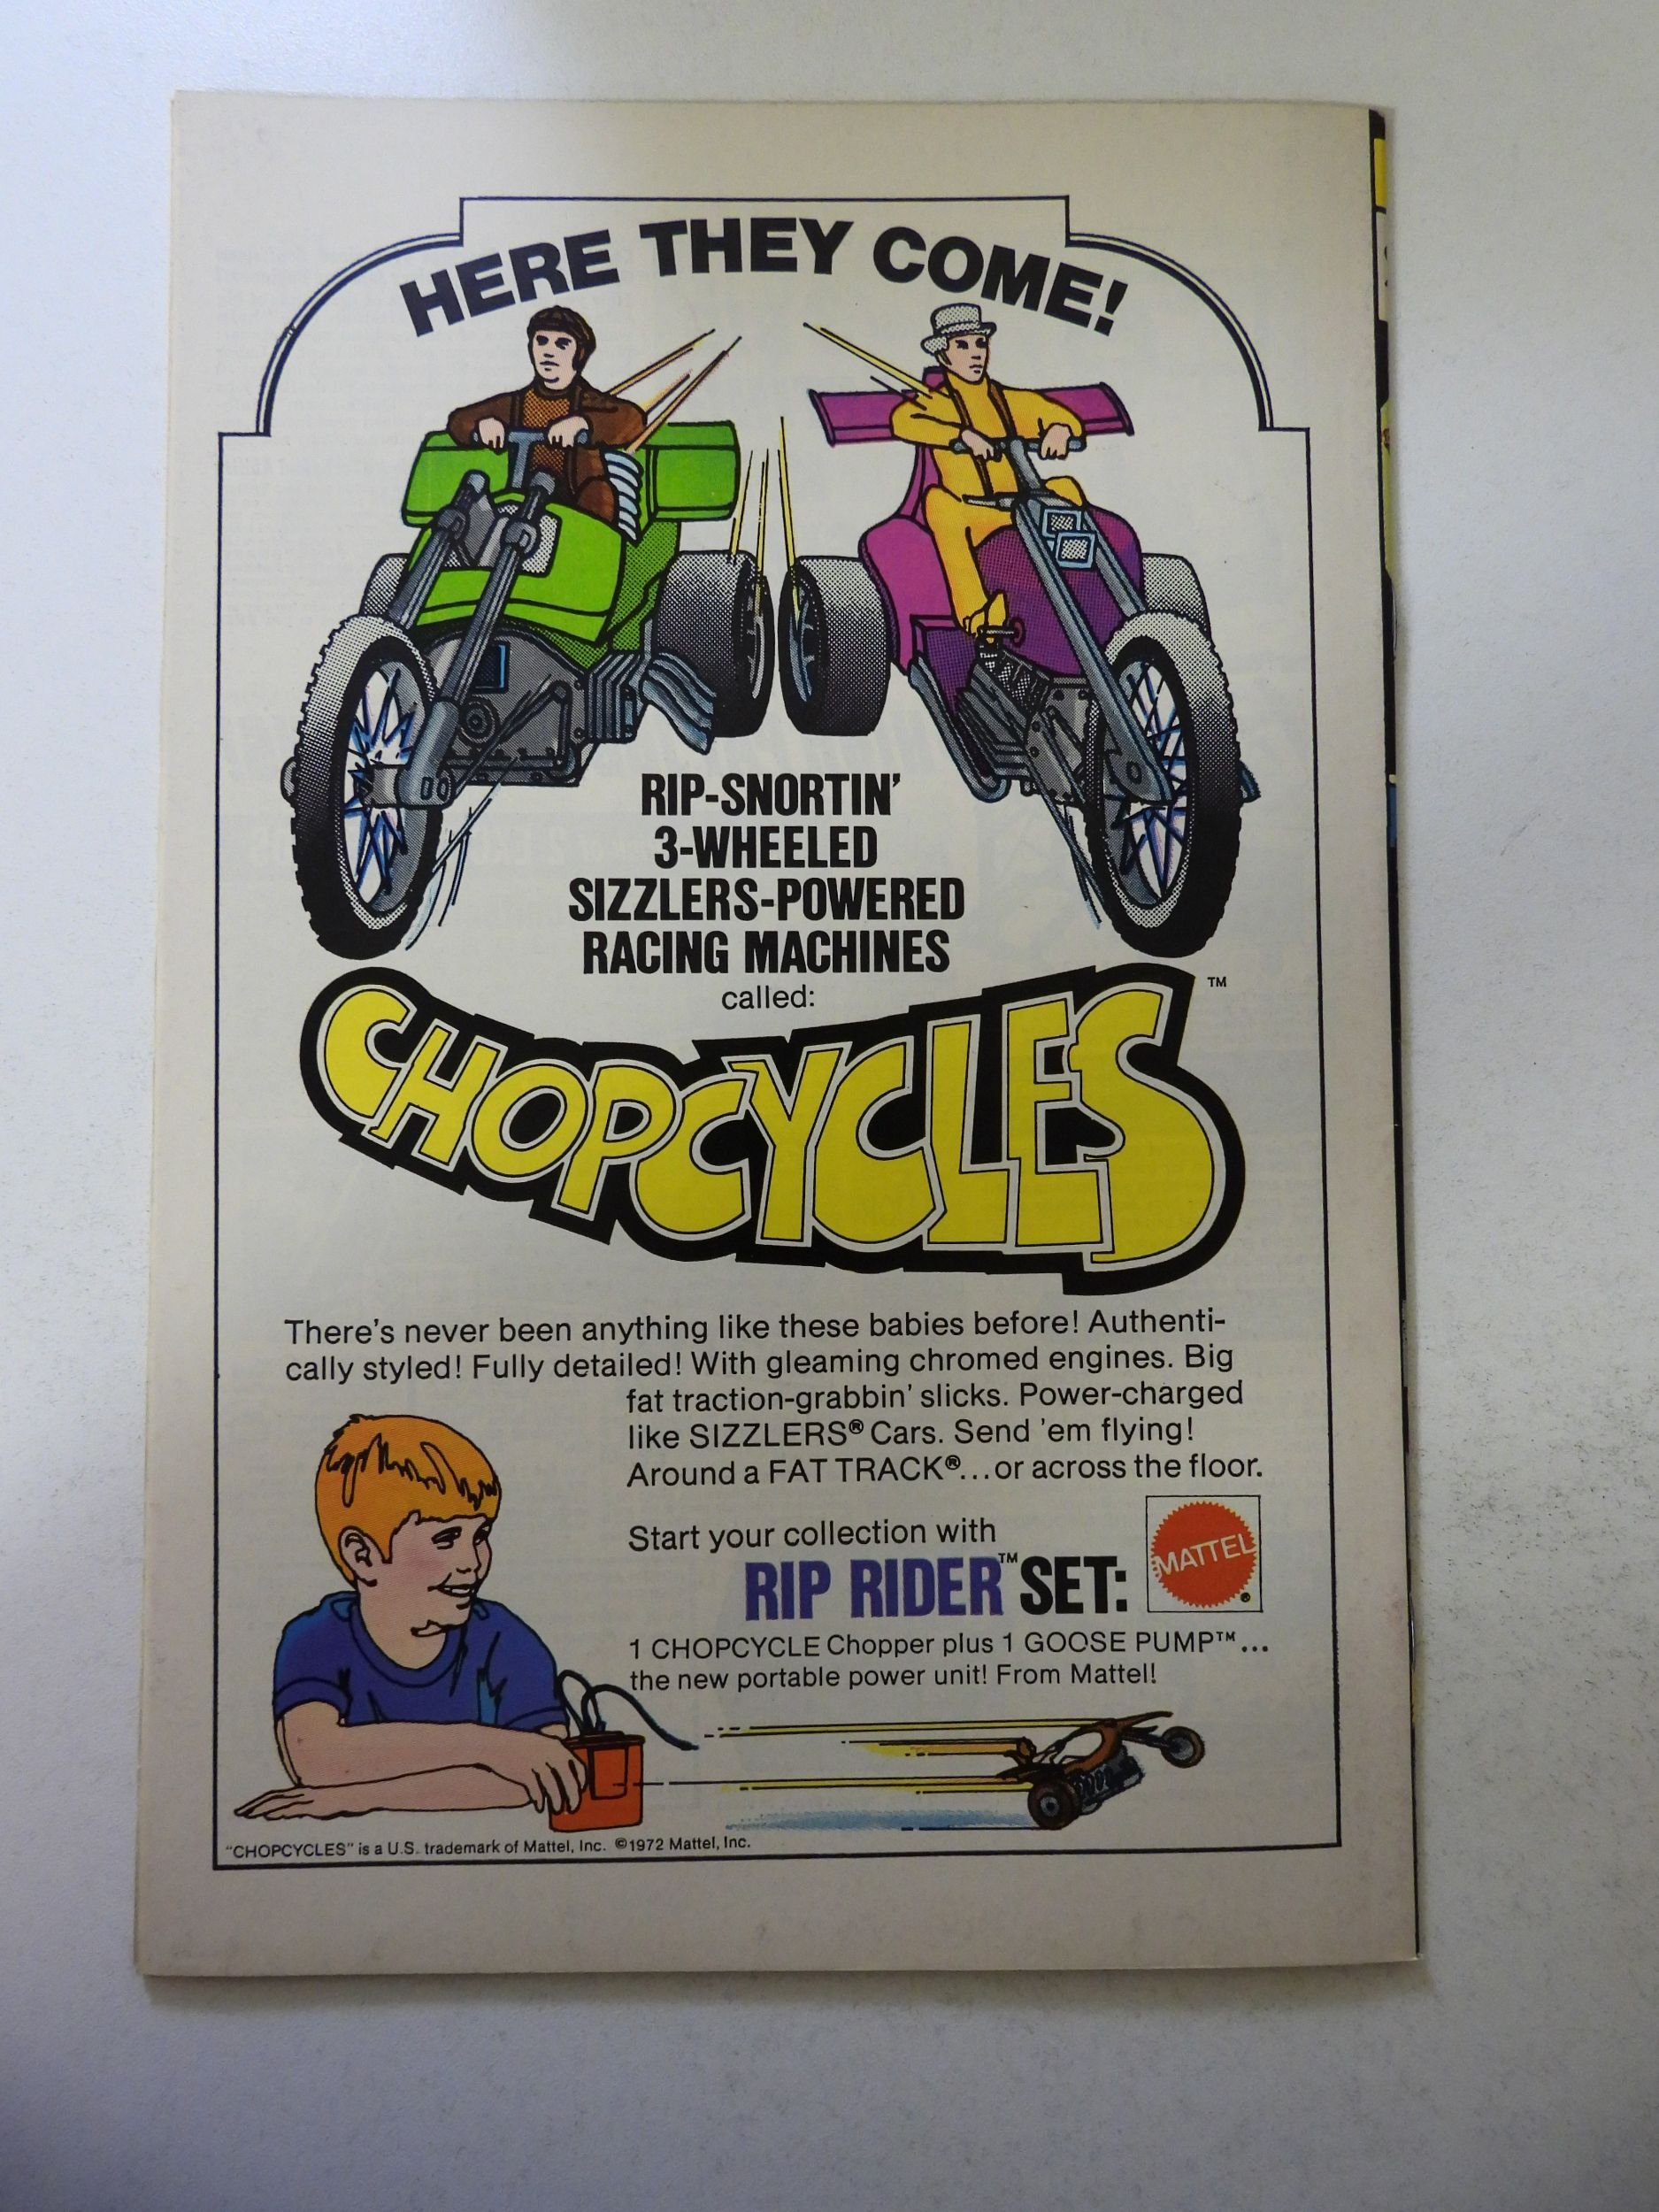 HERE THEY COME!
RIP-SNORTIN'
3-WHEELED
SIZZLERS-POWERED
RACING MACHINES
called:
CHOPCYCLES™
There's never been anything like these babies before! Authenti-
cally styled! Fully detailed! With gleaming chromed engines. Big
fat traction-grabbin' slicks. Power-charged
like SIZZLERS® Cars. Send 'em flying!
Around a FAT TRACK®...or across the floor.
Start your collection with
RIP RIDER™ SET:
MATTEL®
1 CHOPCYCLE Chopper plus 1 GOOSE PUMP™...
the new portable power unit! From Mattel!
"CHOPCYCLES" is a U.S. trademark of Mattel, Inc. ©1972 Mattel, Inc.